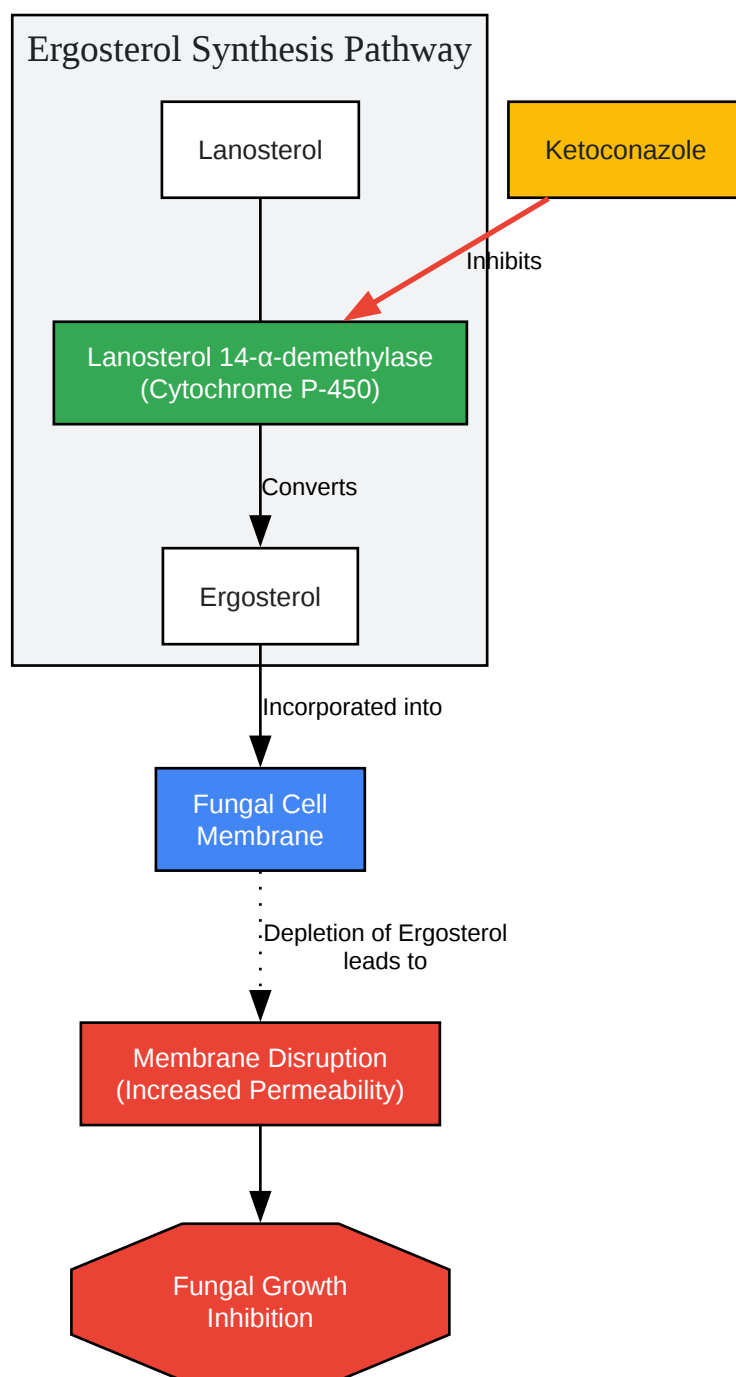 Ergosterol Synthesis Pathway
Lanosterol
Ketoconazole
Inhibits
Lanosterol 14-α-demethylase
(Cytochrome P-450)
Converts
Ergosterol
Incorporated into
Fungal Cell
Membrane
Depletion of Ergosterol
leads to
Membrane Disruption
(Increased Permeability)
Fungal Growth
Inhibition